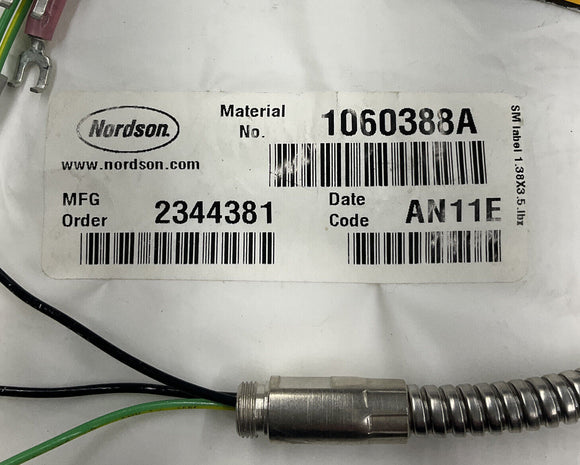 Nordson
www.nordson.com
Material No. 1060388A
MFG Order 2344381
Date Code AN11E
SM label 1.38X3.5.lbx